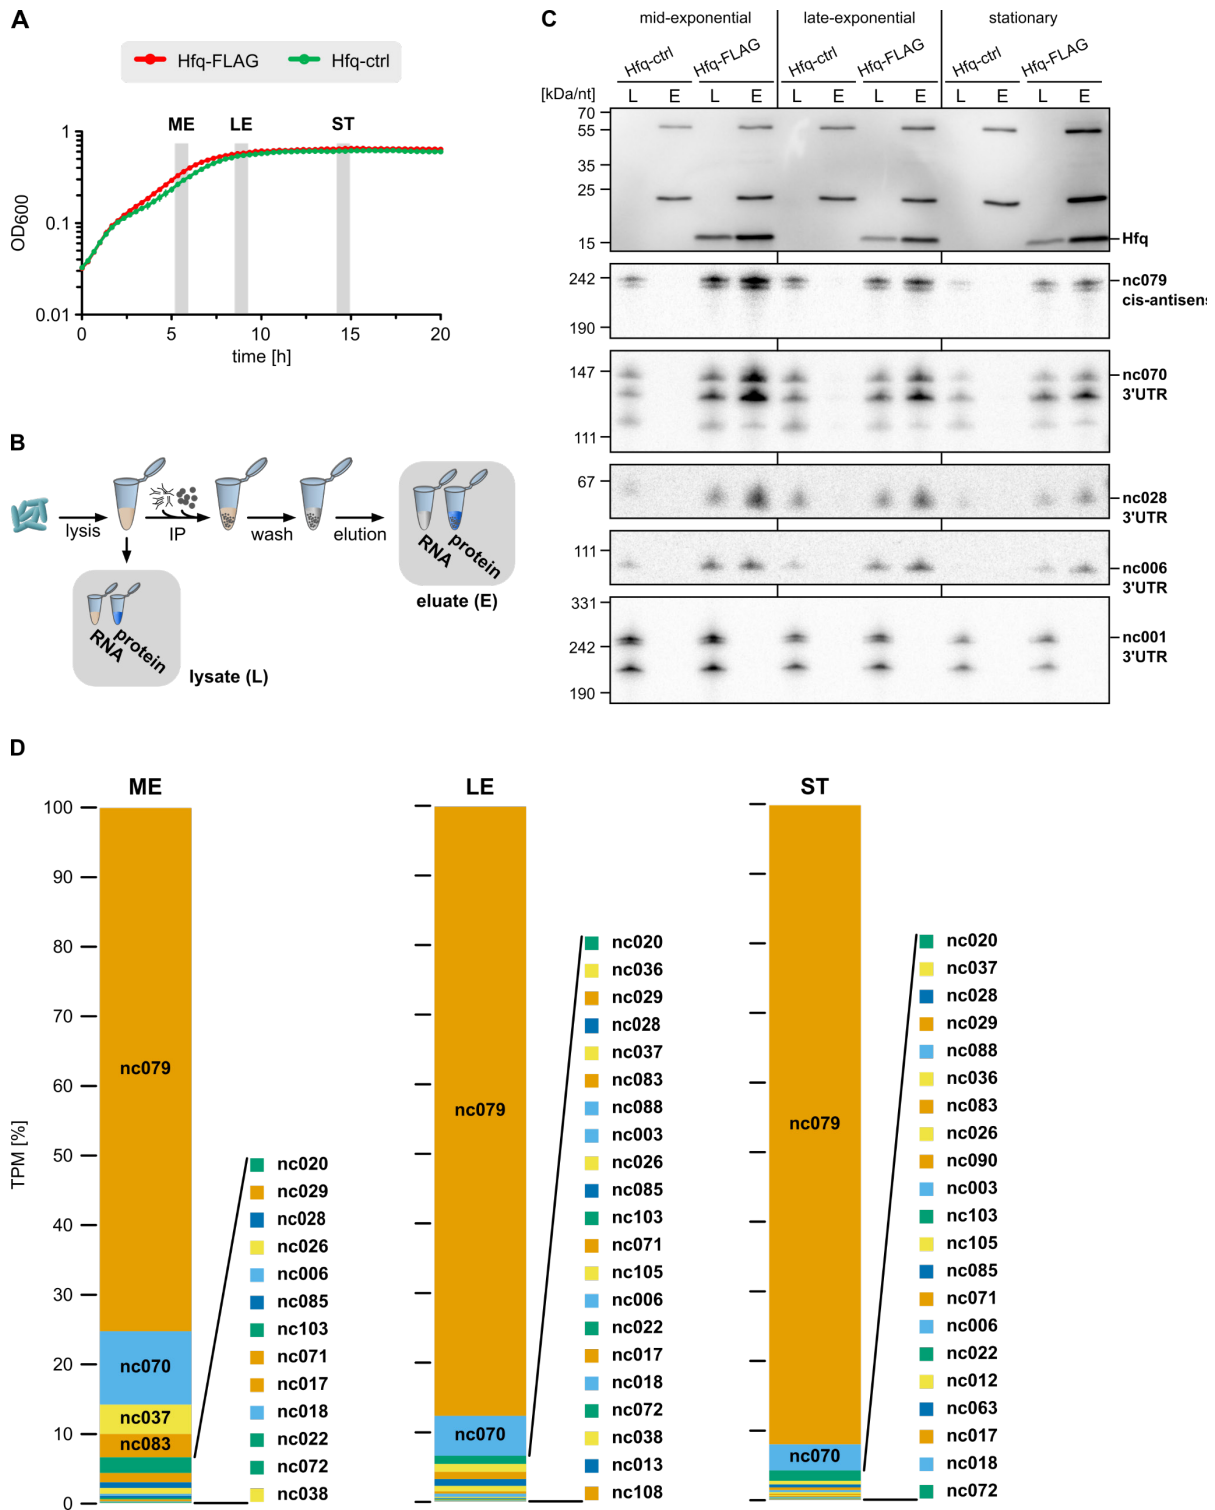 A
Hfq-FLAG
Hfq-ctrl
ME
LE
ST
1
0.1
0.01
OD600
0
5
10
15
20
time [h]
B
lysis
IP
wash
elution
RNA
protein
lysate (L)
RNA
protein
eluate (E)
C
mid-exponential
late-exponential
stationary
Hfq-ctrl
Hfq-FLAG
Hfq-ctrl
Hfq-FLAG
Hfq-ctrl
Hfq-FLAG
[kDa/nt]
L
E
L
E
L
E
L
E
L
E
L
E
70
55
35
25
15
Hfq
242
190
nc079
cis-antisens
147
111
nc070
3'UTR
67
nc028
3'UTR
111
nc006
3'UTR
331
242
190
nc001
3'UTR
D
ME
LE
ST
TPM [%]
100
90
80
70
60
50
40
30
20
10
0
nc079
nc070
nc037
nc083
nc020
nc029
nc028
nc026
nc006
nc085
nc103
nc071
nc017
nc018
nc022
nc072
nc038
nc079
nc070
nc020
nc036
nc029
nc028
nc037
nc083
nc088
nc003
nc026
nc085
nc103
nc071
nc105
nc006
nc022
nc017
nc018
nc072
nc038
nc013
nc108
nc079
nc070
nc020
nc037
nc028
nc029
nc088
nc036
nc083
nc026
nc090
nc003
nc103
nc105
nc085
nc071
nc006
nc022
nc012
nc063
nc017
nc018
nc072